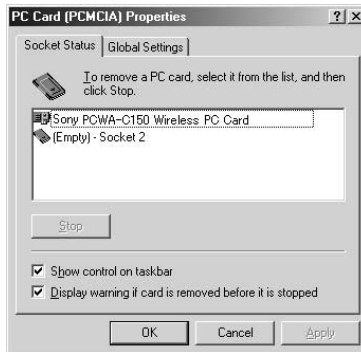 PC Card (PCMCIA) Properties
? x
Socket Status
Global Settings
To remove a PC card, select it from the list, and then
click Stop.
Sony PCWA-C150 Wireless PC Card
(Empty) - Socket 2
Stop
Show control on taskbar
Display warning if card is removed before it is stopped
OK
Cancel
Apply